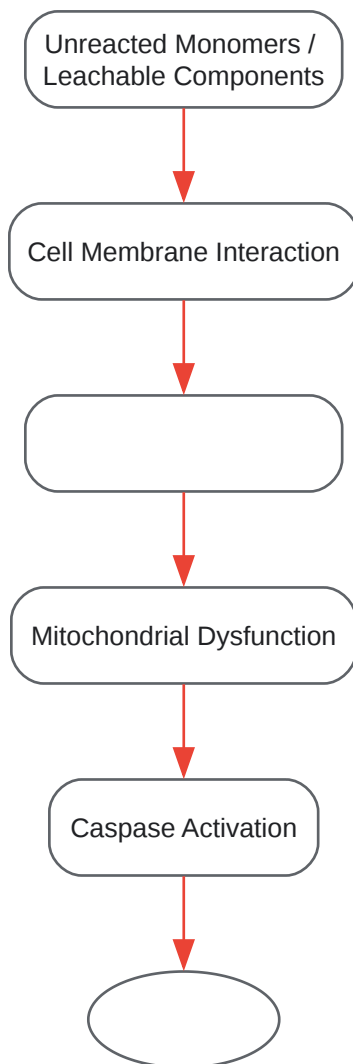 Unreacted Monomers /
Leachable Components
Cell Membrane Interaction
Mitochondrial Dysfunction
Caspase Activation